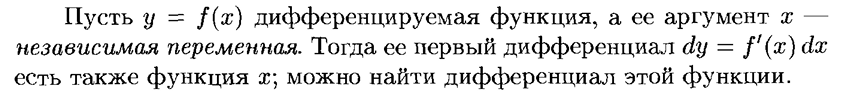 Пусть y = f(x) дифференцируемая функция, а ее аргумент x —
независимая переменная. Тогда ее первый дифференциал dy = f′(x) dx
есть также функция x; можно найти дифференциал этой функции.